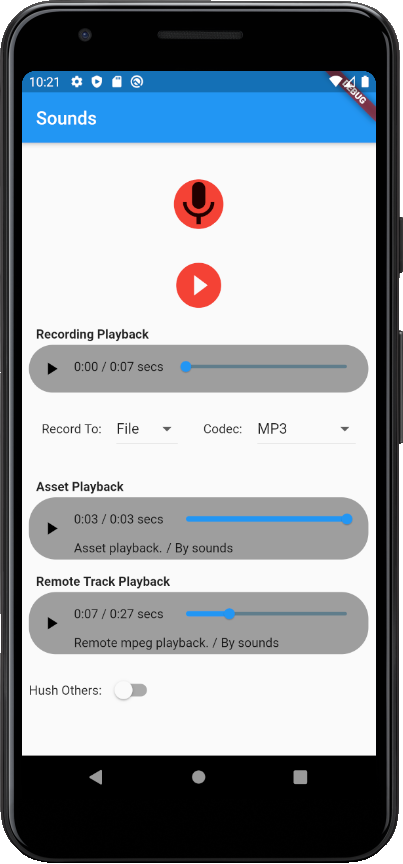 10:21
DEBUG
Sounds
Recording Playback
0:00 / 0:07 secs
Record To: File Codec: MP3
Asset Playback
0:03 / 0:03 secs
Asset playback. / By sounds
Remote Track Playback
0:07 / 0:27 secs
Remote mpeg playback. / By sounds
Hush Others: